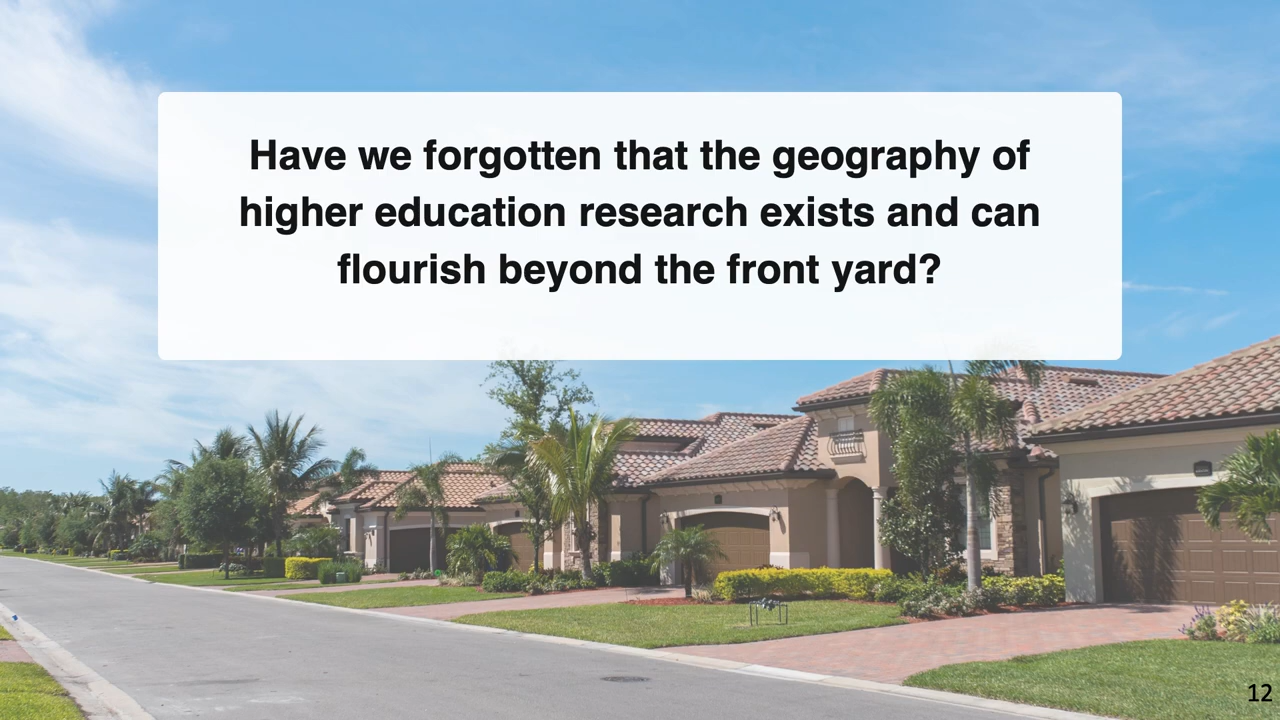 Have we forgotten that the geography of
higher education research exists and can
flourish beyond the front yard?
12